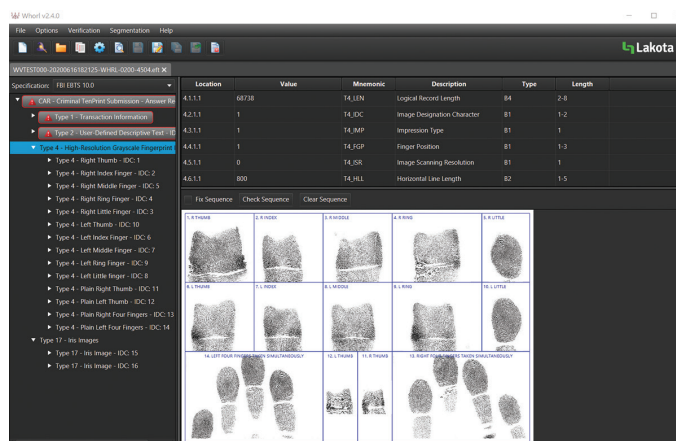 Whorl v2.4.0
File Options Verification Segmentation Help
Lakota
WVTEST000-20200616182125-WHRL-0200-4504.eft ×
Specification: FBI EBTS 10.0
CAR - Criminal TenPrint Submission - Answer Re
Type 1 - Transaction Information
Type 2 - User-Defined Descriptive Text - ID
Type 4 - High-Resolution Grayscale Fingerprint I
Type 4 - Right Thumb - IDC: 1
Type 4 - Right Index Finger - IDC: 2
Type 4 - Right Middle Finger - IDC: 5
Type 4 - Right Ring Finger - IDC: 4
Type 4 - Right Little Finger - IDC: 3
Type 4 - Left Thumb - IDC: 10
Type 4 - Left Index Finger - IDC: 6
Type 4 - Left Middle Finger - IDC: 7
Type 4 - Left Ring Finger - IDC: 9
Type 4 - Left Little finger - IDC: 8
Type 4 - Plain Right Thumb - IDC: 11
Type 4 - Plain Left Thumb - IDC: 12
Type 4 - Plain Right Four Fingers - IDC: 13
Type 4 - Plain Left Four Fingers - IDC: 14
Type 17 - Iris Images
Type 17 - Iris Image - IDC: 15
Type 17 - Iris Image - IDC: 16
Location Value Mnemonic Description Type Length
4.1.1.1 68738 T4_LEN Logical Record Length B4 2-8
4.2.1.1 1 T4_IDC Image Designation Character B1 1
4.3.1.1 1 T4_IMP Impression Type B1 1
4.4.1.1 1 T4_FGP Finger Position B1 1-3
4.5.1.1 0 T4_ISR Image Scanning Resolution B1 1
4.6.1.1 800 T4_HLL Horizontal Line Length B2 1-5
Fix Sequence Check Sequence Clear Sequence
1. R THUMB 2. R INDEX 3. R MIDDLE 4. R RING 5. R LITTLE
6. L THUMB 7. L INDEX 8. L MIDDLE 9. L RING 10. L LITTLE
14. LEFT FOUR FINGERS TAKEN SIMULTANEOUSLY 12. L THUMB 11. R THUMB 13. RIGHT FOUR FINGERS TAKEN SIMULTANEOUSLY